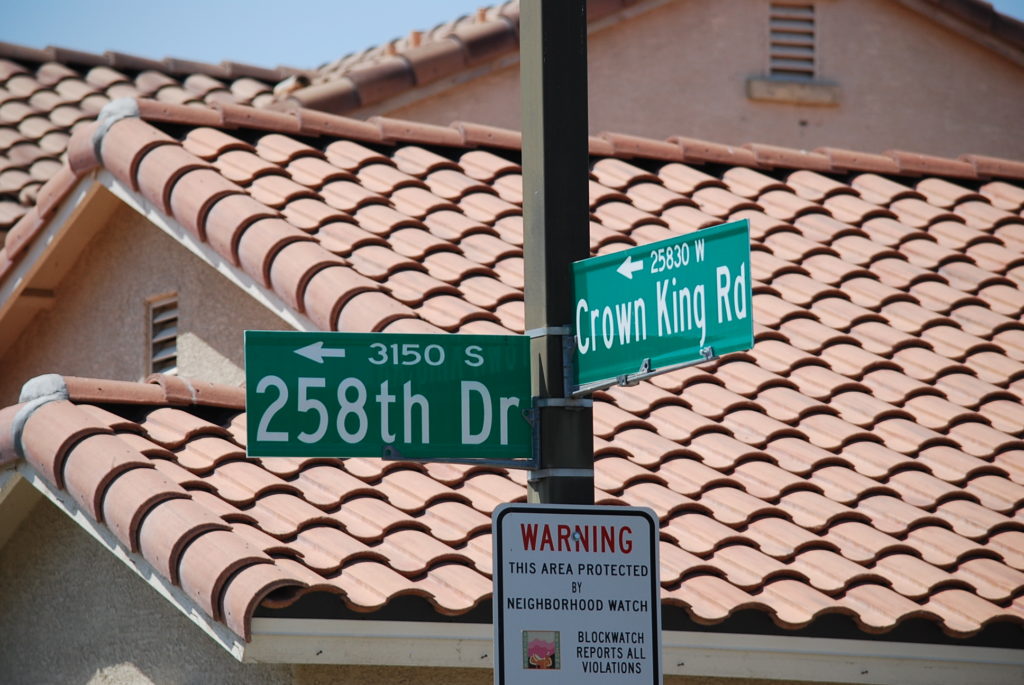 ← 25830 W
Crown King Rd
← 3150 S
258th Dr
WARNING
THIS AREA PROTECTED
BY
NEIGHBORHOOD WATCH
BLOCKWATCH
REPORTS ALL
VIOLATIONS